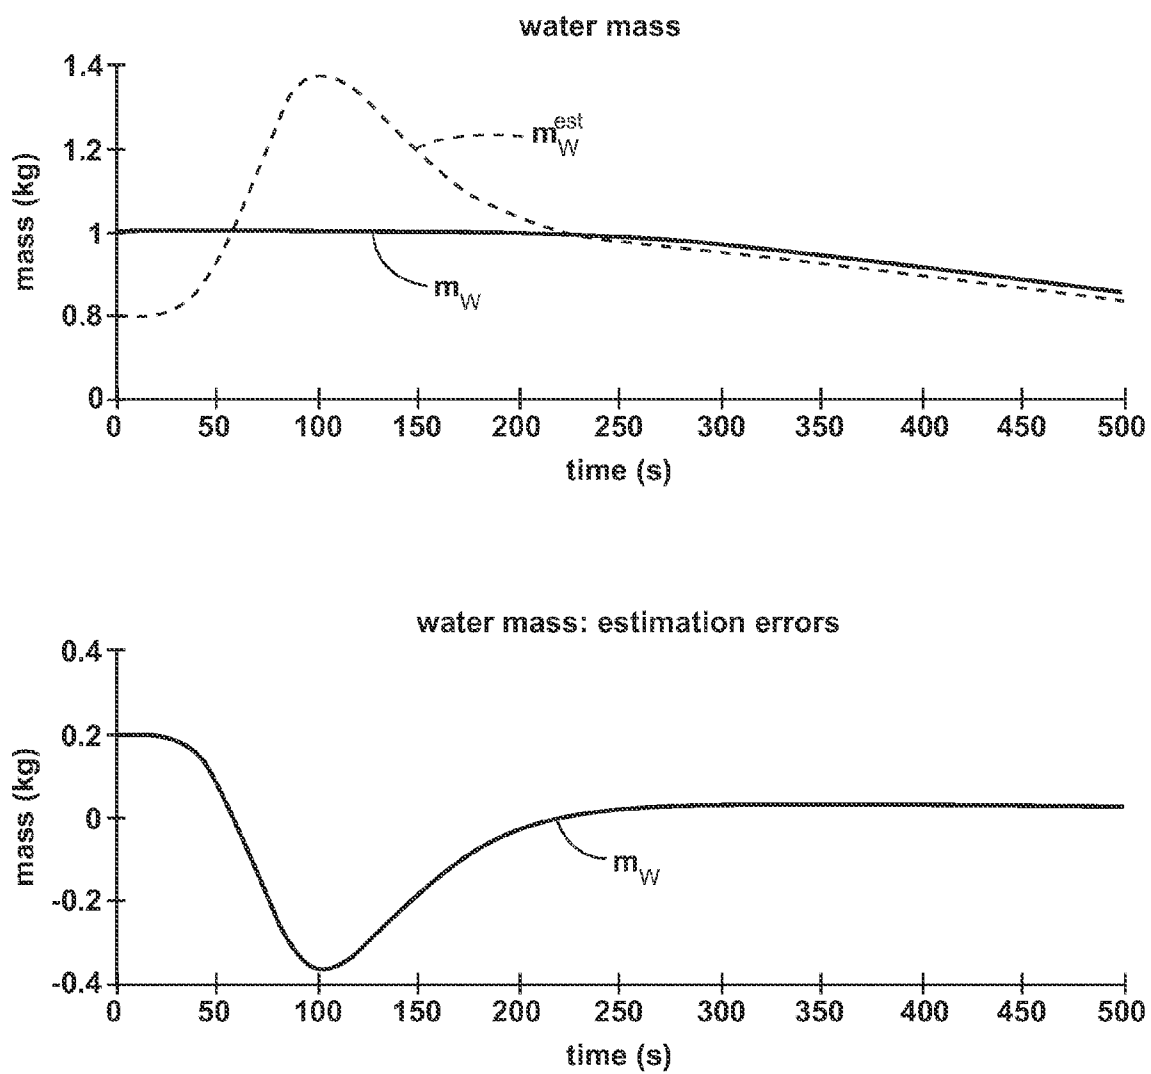 water mass
1.4
1.2
1
0.8
0
mass (kg)
m_W^est
m_W
0 50 100 150 200 250 300 350 400 450 500
time (s)
water mass: estimation errors
0.4
0.2
0
-0.2
-0.4
mass (kg)
m_W
0 50 100 150 200 250 300 350 400 450 500
time (s)